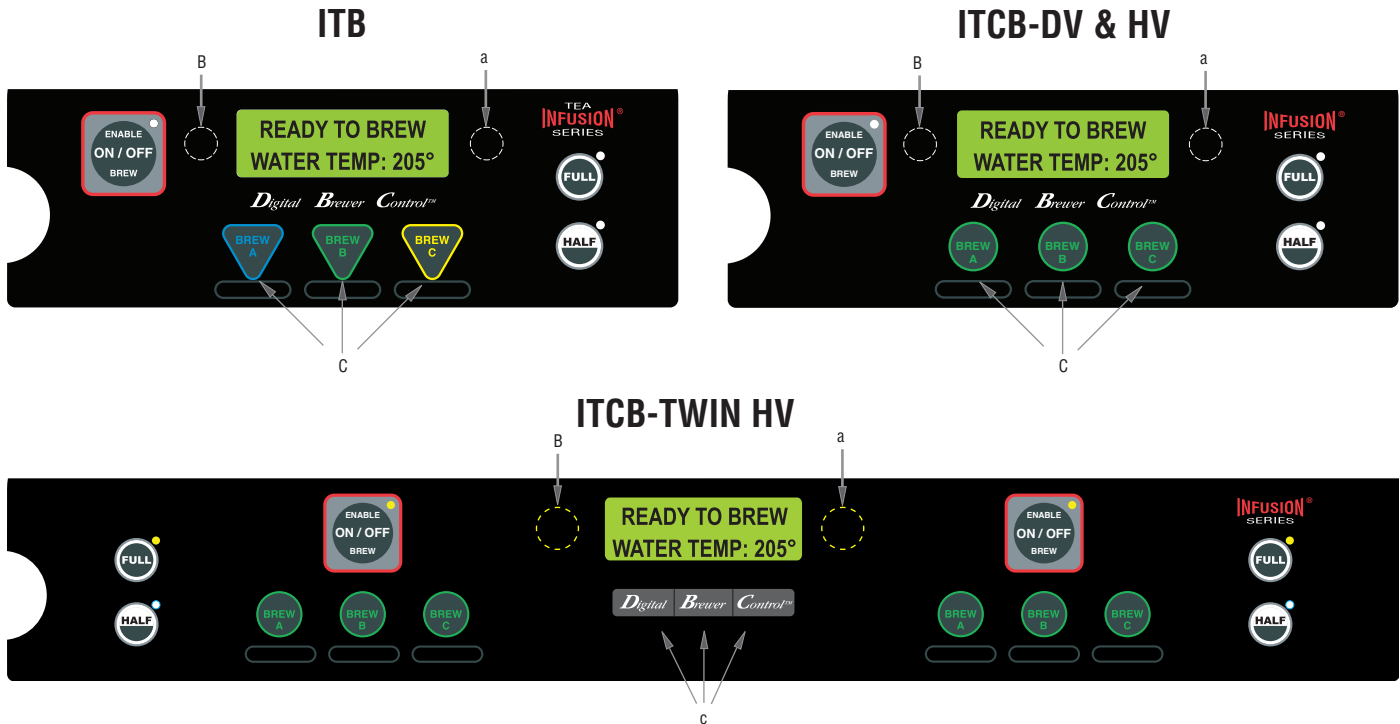 ITB
B
a
ENABLE
ON / OFF
BREW
READY TO BREW
WATER TEMP: 205°
Digital Brewer Control™
BREW
A
BREW
B
BREW
C
TEA
INFUSION®
SERIES
FULL
HALF
C
ITCB-DV & HV
B
a
ENABLE
ON / OFF
BREW
READY TO BREW
WATER TEMP: 205°
Digital Brewer Control™
BREW
A
BREW
B
BREW
C
INFUSION®
SERIES
FULL
HALF
C
ITCB-TWIN HV
B
a
FULL
HALF
ENABLE
ON / OFF
BREW
BREW
A
BREW
B
BREW
C
READY TO BREW
WATER TEMP: 205°
Digital Brewer Control™
c
ENABLE
ON / OFF
BREW
BREW
A
BREW
B
BREW
C
INFUSION®
SERIES
FULL
HALF